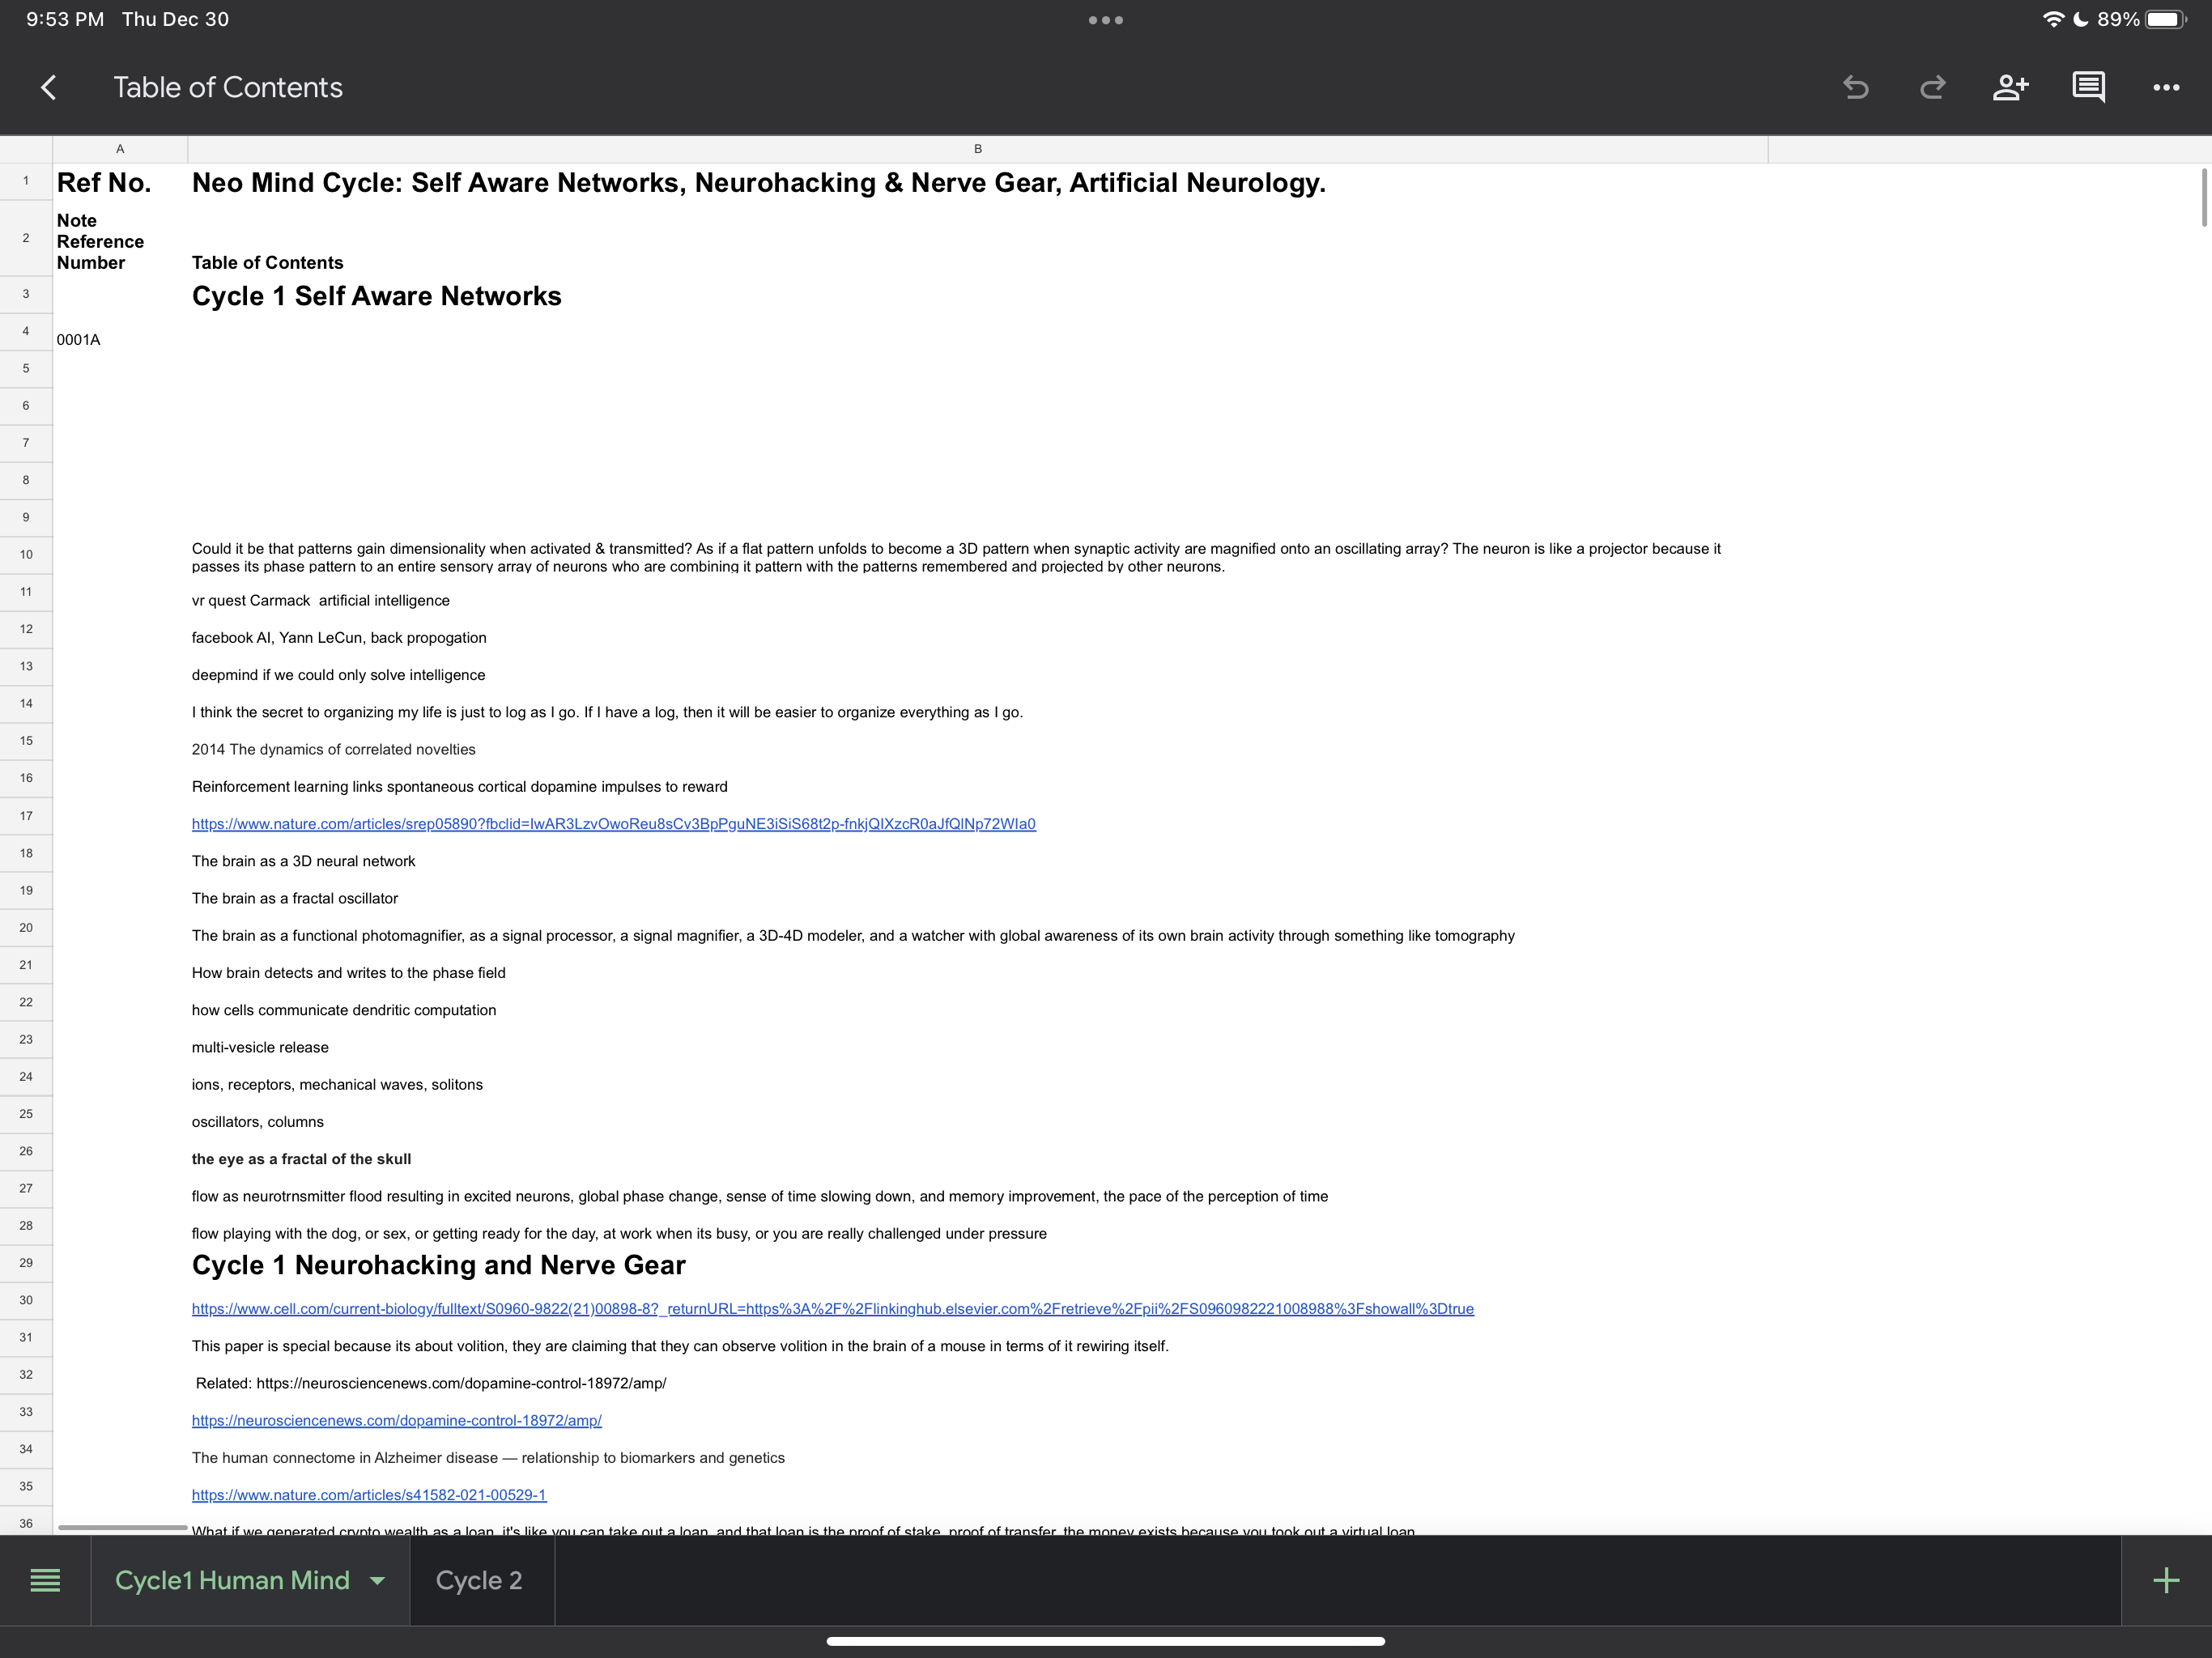 9:53 PM Thu Dec 30
89%
Table of Contents
A B
1 Ref No. Neo Mind Cycle: Self Aware Networks, Neurohacking & Nerve Gear, Artificial Neurology.
Note
Reference
2
Number Table of Contents
3 Cycle 1 Self Aware Networks
4 0001A
5
6
7
8
9
10 Could it be that patterns gain dimensionality when activated & transmitted? As if a flat pattern unfolds to become a 3D pattern when synaptic activity are magnified onto an oscillating array? The neuron is like a projector because it
passes its phase pattern to an entire sensory array of neurons who are combining it pattern with the patterns remembered and projected by other neurons.
11 vr quest Carmack  artificial intelligence
12 facebook AI, Yann LeCun, back propogation
13 deepmind if we could only solve intelligence
14 I think the secret to organizing my life is just to log as I go. If I have a log, then it will be easier to organize everything as I go.
15 2014 The dynamics of correlated novelties
16 Reinforcement learning links spontaneous cortical dopamine impulses to reward
17 https://www.nature.com/articles/srep05890?fbclid=IwAR3LzvOwoReu8sCv3BpPguNE3iSiS68t2p-fnkjQIXzcR0aJfQlNp72WIa0
18 The brain as a 3D neural network
19 The brain as a fractal oscillator
20 The brain as a functional photomagnifier, as a signal processor, a signal magnifier, a 3D-4D modeler, and a watcher with global awareness of its own brain activity through something like tomography
21 How brain detects and writes to the phase field
22 how cells communicate dendritic computation
23 multi-vesicle release
24 ions, receptors, mechanical waves, solitons
25 oscillators, columns
26 the eye as a fractal of the skull
27 flow as neurotrnsmitter flood resulting in excited neurons, global phase change, sense of time slowing down, and memory improvement, the pace of the perception of time
28 flow playing with the dog, or sex, or getting ready for the day, at work when its busy, or you are really challenged under pressure
29 Cycle 1 Neurohacking and Nerve Gear
30 https://www.cell.com/current-biology/fulltext/S0960-9822(21)00898-8?_returnURL=https%3A%2F%2Flinkinghub.elsevier.com%2Fretrieve%2Fpii%2FS0960982221008988%3Fshowall%3Dtrue
31 This paper is special because its about volition, they are claiming that they can observe volition in the brain of a mouse in terms of it rewiring itself.
32 Related: https://neurosciencenews.com/dopamine-control-18972/amp/
33 https://neurosciencenews.com/dopamine-control-18972/amp/
34 The human connectome in Alzheimer disease — relationship to biomarkers and genetics
35 https://www.nature.com/articles/s41582-021-00529-1
36 What if we generated crypto wealth as a loan, it's like you can take out a loan, and that loan is the proof of stake, proof of transfer, the money exists because you took out a virtual loan
Cycle1 Human Mind Cycle 2